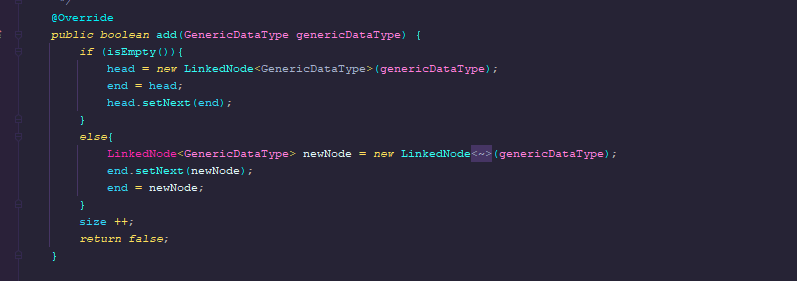 */
@Override
public boolean add(GenericDataType genericDataType) {
if (isEmpty()){
head = new LinkedNode<GenericDataType>(genericDataType);
end = head;
head.setNext(end);
}
else{
LinkedNode<GenericDataType> newNode = new LinkedNode<~>(genericDataType);
end.setNext(newNode);
end = newNode;
}
size ++;
return false;
}